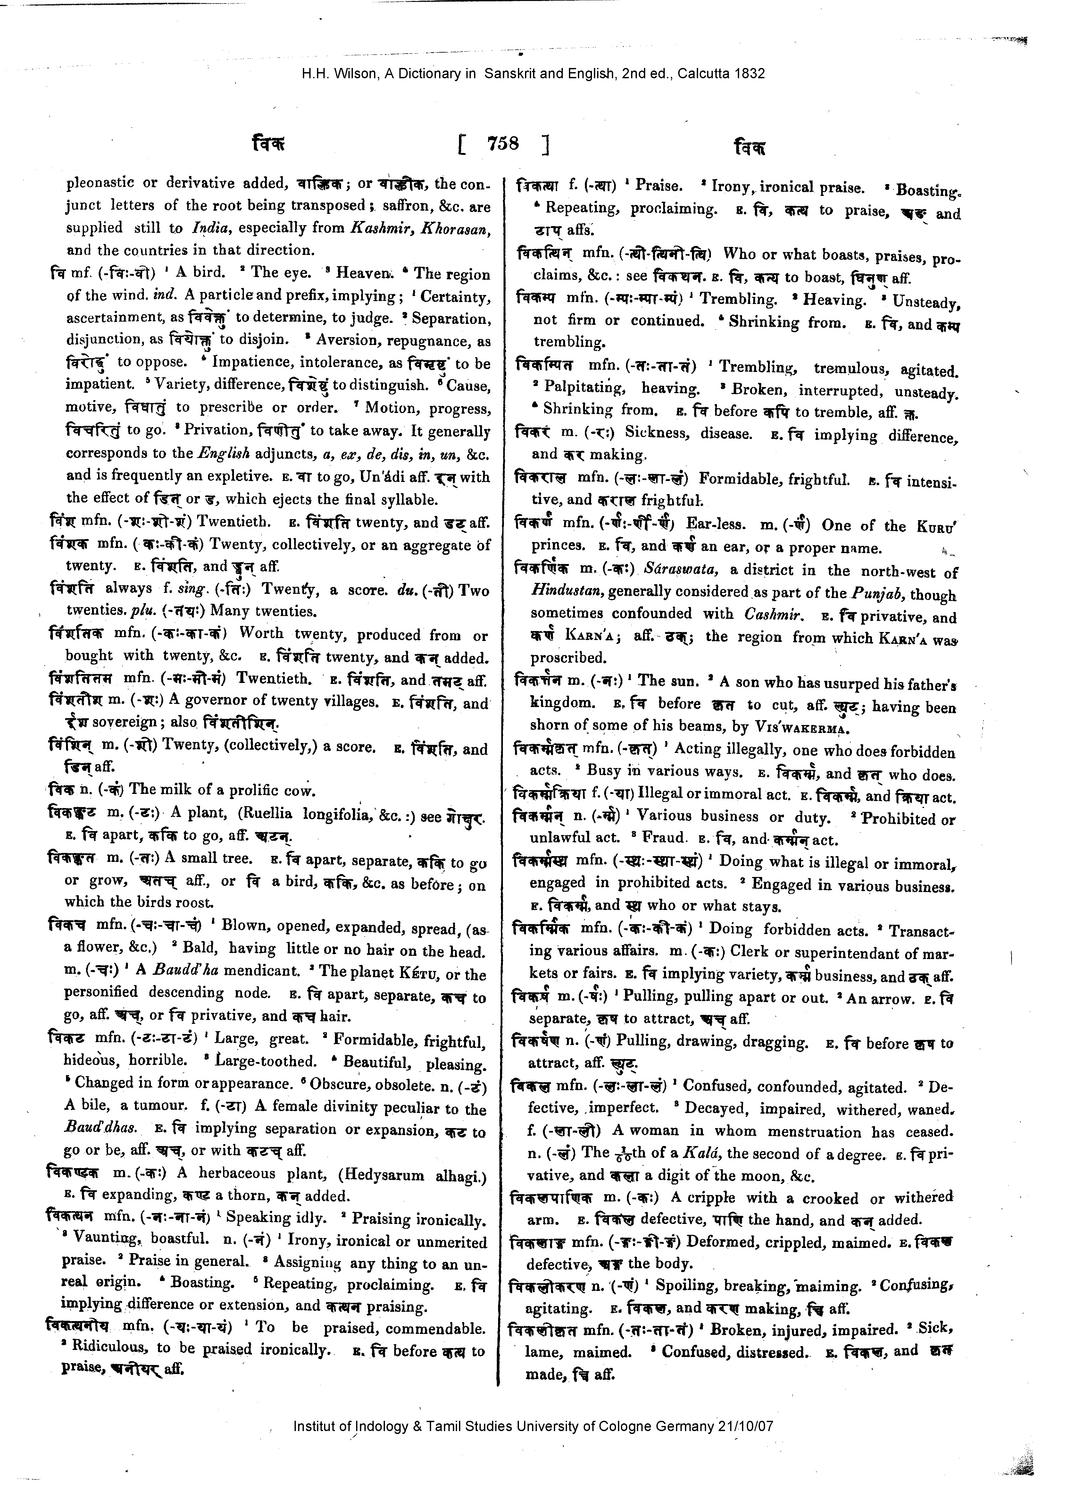 H.H. Wilson, A Dictionary in Sanskrit and English, 2nd ed., Calcutta 1832
विक [ 758 ] विक
pleonastic or derivative added, वाह्लिक; or वाह्लीक, the con-
junct letters of the root being transposed; saffron, &c. are
supplied still to India, especially from Kashmir, Khorasan,
and the countries in that direction.
वि mf. (-विः-वी) ¹ A bird. ² The eye. ³ Heaven. ⁴ The region
of the wind. ind. A particle and prefix, implying; ¹ Certainty,
ascertainment, as विवेक्तुं to determine, to judge. ² Separation,
disjunction, as वियोक्तुं to disjoin. ³ Aversion, repugnance, as
विरोद्धुं to oppose. ⁴ Impatience, intolerance, as to be
impatient. ⁵ Variety, difference, to distinguish. ⁶ Cause,
motive, विधातुं to prescribe or order. ⁷ Motion, progress,
विचरितुं to go. ⁸ Privation, to take away. It generally
corresponds to the English adjuncts, a, ex, de, dis, in, un, &c.
and is frequently an expletive. E. वा to go, Un'ádi aff. इन् with
the effect of डित् or ड, which ejects the final syllable.
विंश mfn. (-शः-शी-शं) Twentieth. E. विंशति twenty, and डट् aff.
विंशक mfn. (कः-की-कं) Twenty, collectively, or an aggregate of
twenty. E. विंशति, and ड्वुन् aff.
विंशति always f. sing. (-तिः) Twenty, a score. du. (-ती) Two
twenties. plu. (-तयः) Many twenties.
विंशतिक mfn. (-कः-का-कं) Worth twenty, produced from or
bought with twenty, &c. E. विंशति twenty, and कन् added.
विंशतितम mfn. (-मः-मी-मं) Twentieth. E. विंशति, and तमट् aff.
विंशतीश m. (-शः) A governor of twenty villages. E. विंशति, and
ईश sovereign; also विंशतीशिन्.
विंशिन् m. (-शी) Twenty, (collectively,) a score. E. विंशति, and
डिन् aff.
विक n. (-कं) The milk of a prolific cow.
विकङ्कट m. (-टः) A plant, (Ruellia longifolia, &c.:) see गोक्षुर.
E. वि apart, ककि to go, aff. अटन्.
विकङ्कत m. (-तः) A small tree. E. वि apart, separate, ककि to go
or grow, अतच् aff., or वि a bird, ककि, &c. as before; on
which the birds roost.
विकच mfn. (-चः-चा-चं) ¹ Blown, opened, expanded, spread, (as
a flower, &c.) ² Bald, having little or no hair on the head.
m. (-चः) ¹ A Baudd'ha mendicant. ² The planet KÉTU, or the
personified descending node. E. वि apart, separate, कच to
go, aff. अच्, or वि privative, and कच hair.
विकट mfn. (-टः-टा-टं) ¹ Large, great. ² Formidable, frightful,
hideous, horrible. ³ Large-toothed. ⁴ Beautiful, pleasing.
⁵ Changed in form or appearance. ⁶ Obscure, obsolete. n. (-टं)
A bile, a tumour. f. (-टा) A female divinity peculiar to the
Baud'dhas. E. वि implying separation or expansion, कट to
go or be, aff. अच्, or with कटच् aff.
विकण्टक m. (-कः) A herbaceous plant, (Hedysarum alhagi.)
E. वि expanding, कण्ट a thorn, कन् added.
विकत्थन mfn. (-नः-ना-नं) ¹ Speaking idly. ² Praising ironically.
³ Vaunting, boastful. n. (-नं) ¹ Irony, ironical or unmerited
praise. ² Praise in general. ³ Assigning any thing to an un-
real origin. ⁴ Boasting. ⁵ Repeating, proclaiming. E. वि
implying difference or extension, and कत्थन praising.
विकत्थनीय mfn. (-यः-या-यं) ¹ To be praised, commendable.
² Ridiculous, to be praised ironically. E. वि before कत्थ to
praise, अनीयर् aff.
विकत्था f. (-त्था) ¹ Praise. ² Irony, ironical praise. ³ Boasting.
⁴ Repeating, proclaiming. E. वि, कत्थ to praise, अङ् and
टाप् affs.
विकत्थिन् mfn. (-त्थी-त्थिनी-त्थि) Who or what boasts, praises, pro-
claims, &c.: see विकत्थन. E. वि, कत्थ to boast, घिनुण् aff.
विकम्प mfn. (-म्पः-म्पा-म्पं) ¹ Trembling. ² Heaving. ³ Unsteady,
not firm or continued. ⁴ Shrinking from. E. वि, and कम्प
trembling.
विकम्पित mfn. (-तः-ता-तं) ¹ Trembling, tremulous, agitated.
² Palpitating, heaving. ³ Broken, interrupted, unsteady.
⁴ Shrinking from. E. वि before कपि to tremble, aff. क्त.
विकर m. (-रः) Sickness, disease. E. वि implying difference,
and कर making.
विकराल mfn. (-लः-ला-लं) Formidable, frightful. E. वि intensi-
tive, and कराल frightful.
विकर्ण mfn. (-र्णः-र्णी-र्णं) Ear-less. m. (-र्णः) One of the KURU
princes. E. वि, and कर्ण an ear, or a proper name.
विकर्णिक m. (-कः) Sáraswata, a district in the north-west of
Hindustan, generally considered as part of the Punjab, though
sometimes confounded with Cashmir. E. वि privative, and
कर्ण KARN'A; aff. ठक्; the region from which KARN'A was
proscribed.
विकर्त्तन m. (-नः) ¹ The sun. ² A son who has usurped his father's
kingdom. E. वि before कृत to cut, aff. ल्युट्; having been
shorn of some of his beams, by VIS'WAKERMA.
विकर्म्मकृत् mfn. (-कृत्) ¹ Acting illegally, one who does forbidden
acts. ² Busy in various ways. E. विकर्म्म, and कृत् who does.
विकर्म्मक्रिया f. (-या) Illegal or immoral act. E. विकर्म्म, and क्रिया act.
विकर्म्मन् n. (-र्म्म) ¹ Various business or duty. ² Prohibited or
unlawful act. ³ Fraud. E. वि, and कर्म्मन् act.
विकर्म्मस्थ mfn. (-स्थः-स्था-स्थं) ¹ Doing what is illegal or immoral,
engaged in prohibited acts. ² Engaged in various business.
E. विकर्म्म, and स्थ who or what stays.
विकर्म्मिक mfn. (-कः-की-कं) ¹ Doing forbidden acts. ² Transact-
ing various affairs. m. (-कः) Clerk or superintendant of mar-
kets or fairs. E. वि implying variety, कर्म्म business, and ठक् aff.
विकर्ष m. (-र्षः) ¹ Pulling, pulling apart or out. ² An arrow. E. वि
separate, कृष to attract, अच् aff.
विकर्षण n. (-णं) Pulling, drawing, dragging. E. वि before कृष to
attract, aff. ल्युट्.
विकल mfn. (-लः-ला-लं) ¹ Confused, confounded, agitated. ² De-
fective, imperfect. ³ Decayed, impaired, withered, waned.
f. (-ला-ली) A woman in whom menstruation has ceased.
n. (-लं) The 1/60th of a Kalá, the second of a degree. E. वि pri-
vative, and कला a digit of the moon, &c.
विकलपाणिक m. (-कः) A cripple with a crooked or withered
arm. E. विकल defective, पाणि the hand, and कन् added.
विकलाङ्ग mfn. (-ङ्गः-ङ्गी-ङ्गं) Deformed, crippled, maimed. E. विकल
defective, अङ्ग the body.
विकलीकरण n. (-णं) ¹ Spoiling, breaking, maiming. ² Confusing,
agitating. E. विकल, and करण making, च्वि aff.
विकलीकृत mfn. (-तः-ता-तं) ¹ Broken, injured, impaired. ² Sick,
lame, maimed. ³ Confused, distressed. E. विकल, and कृत
made, च्वि aff.
Institut of Indology & Tamil Studies University of Cologne Germany 21/10/07